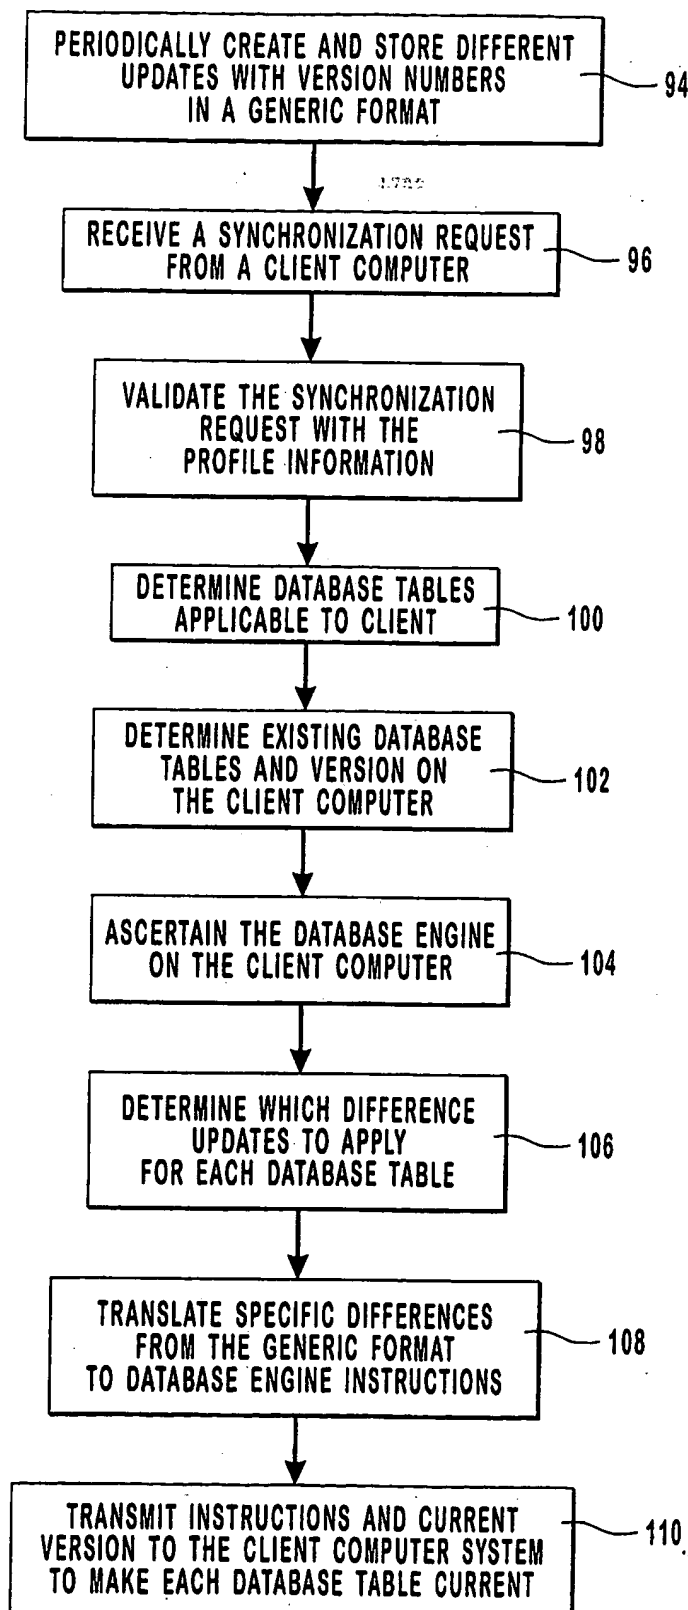 PERIODICALLY CREATE AND STORE DIFFERENT
UPDATES WITH VERSION NUMBERS
IN A GENERIC FORMAT
94
RECEIVE A SYNCHRONIZATION REQUEST
FROM A CLIENT COMPUTER
96
VALIDATE THE SYNCHRONIZATION
REQUEST WITH THE
PROFILE INFORMATION
98
DETERMINE DATABASE TABLES
APPLICABLE TO CLIENT
100
DETERMINE EXISTING DATABASE
TABLES AND VERSION ON
THE CLIENT COMPUTER
102
ASCERTAIN THE DATABASE ENGINE
ON THE CLIENT COMPUTER
104
DETERMINE WHICH DIFFERENCE
UPDATES TO APPLY
FOR EACH DATABASE TABLE
106
TRANSLATE SPECIFIC DIFFERENCES
FROM THE GENERIC FORMAT
TO DATABASE ENGINE INSTRUCTIONS
108
TRANSMIT INSTRUCTIONS AND CURRENT
VERSION TO THE CLIENT COMPUTER SYSTEM
TO MAKE EACH DATABASE TABLE CURRENT
110